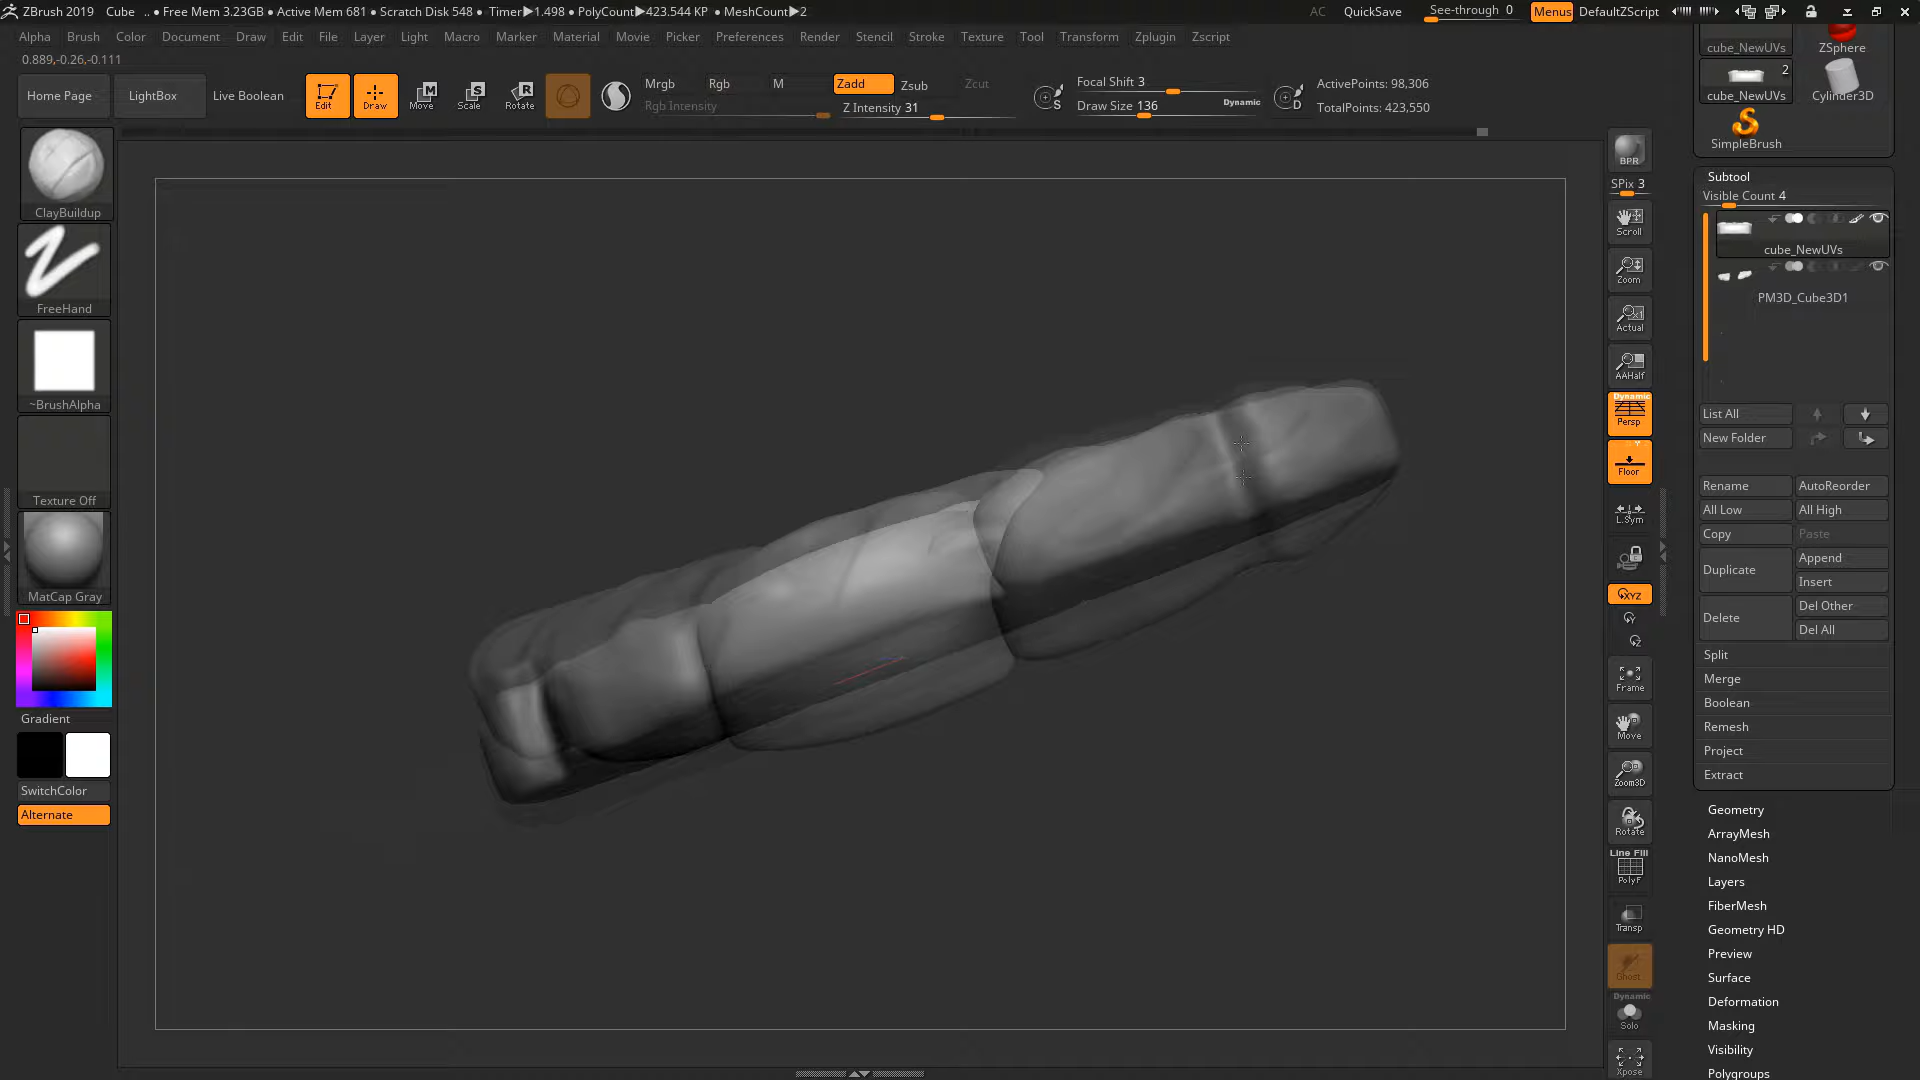 ZBrush 2019 Cube .. • Free Mem 3.23GB • Active Mem 681 • Scratch Disk 548 • Timer▶1.498 • PolyCount▶423.544 KP • MeshCount▶2 AC QuickSave See-through 0 Menus DefaultZScript
Alpha Brush Color Document Draw Edit File Layer Light Macro Marker Material Movie Picker Preferences Render Stencil Stroke Texture Tool Transform Zplugin Zscript
0.889,-0.26,-0.111
Home Page LightBox Live Boolean Edit Draw Move Scale Rotate
M S R
Mrgb Rgb M Zadd Zsub Zcut
Rgb Intensity Z Intensity 31
Focal Shift 3
Draw Size 136 Dynamic
S D
ActivePoints: 98,306
TotalPoints: 423,550
ClayBuildup
FreeHand
~BrushAlpha
Texture Off
MatCap Gray
Gradient
SwitchColor
Alternate
BPR
SPix 3
Scroll
Zoom
Actual
AAHalf
Dynamic
Persp
Floor
L.Sym
XYZ
Y
Z
Frame
Move
Zoom3D
Rotate
Line Fill
PolyF
Transp
Ghost
Dynamic
Solo
Xpose
cube_NewUVs ZSphere
2
cube_NewUVs Cylinder3D
SimpleBrush
Subtool
Visible Count 4
cube_NewUVs
PM3D_Cube3D1
List All
New Folder
Rename AutoReorder
All Low All High
Copy Paste
Duplicate Append
Insert
Delete Del Other
Del All
Split
Merge
Boolean
Remesh
Project
Extract
Geometry
ArrayMesh
NanoMesh
Layers
FiberMesh
Geometry HD
Preview
Surface
Deformation
Masking
Visibility
Polygroups